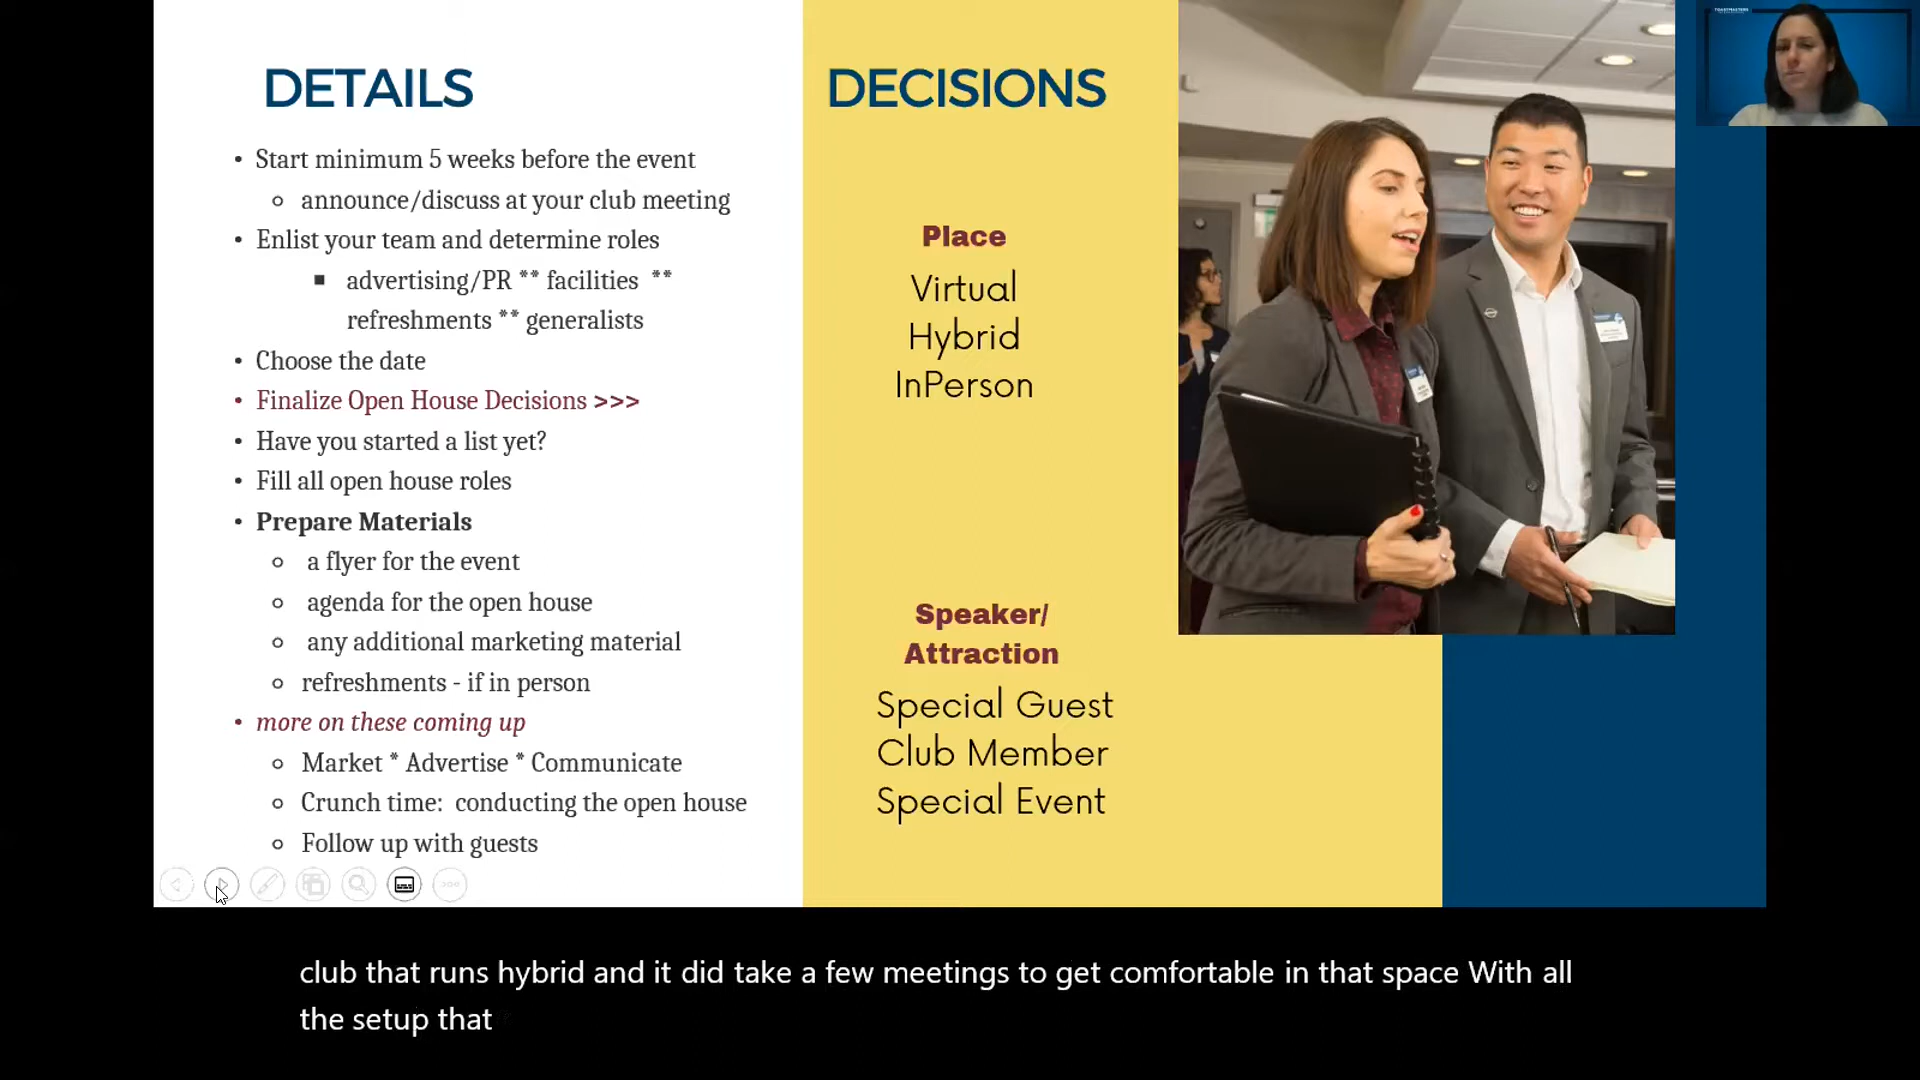 DETAILS
• Start minimum 5 weeks before the event
○ announce/discuss at your club meeting
• Enlist your team and determine roles
■ advertising/PR ** facilities **
refreshments ** generalists
• Choose the date
• Finalize Open House Decisions >>>
• Have you started a list yet?
• Fill all open house roles
• Prepare Materials
○ a flyer for the event
○ agenda for the open house
○ any additional marketing material
○ refreshments - if in person
• more on these coming up
○ Market * Advertise * Communicate
○ Crunch time:  conducting the open house
○ Follow up with guests
DECISIONS
Place
Virtual
Hybrid
InPerson
Speaker/
Attraction
Special Guest
Club Member
Special Event
TOASTMASTERS
club that runs hybrid and it did take a few meetings to get comfortable in that space With all
the setup that